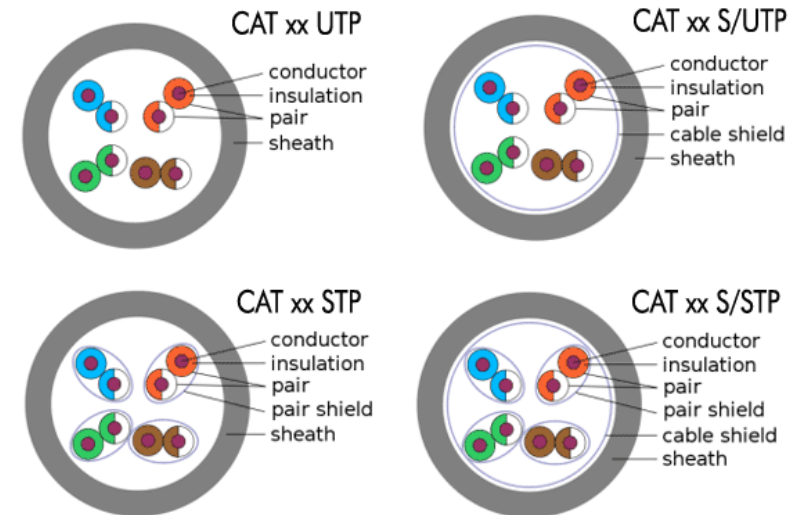 CAT xx UTP
conductor
insulation
pair
sheath
CAT xx S/UTP
conductor
insulation
pair
cable shield
sheath
CAT xx STP
conductor
insulation
pair
pair shield
sheath
CAT xx S/STP
conductor
insulation
pair
pair shield
cable shield
sheath